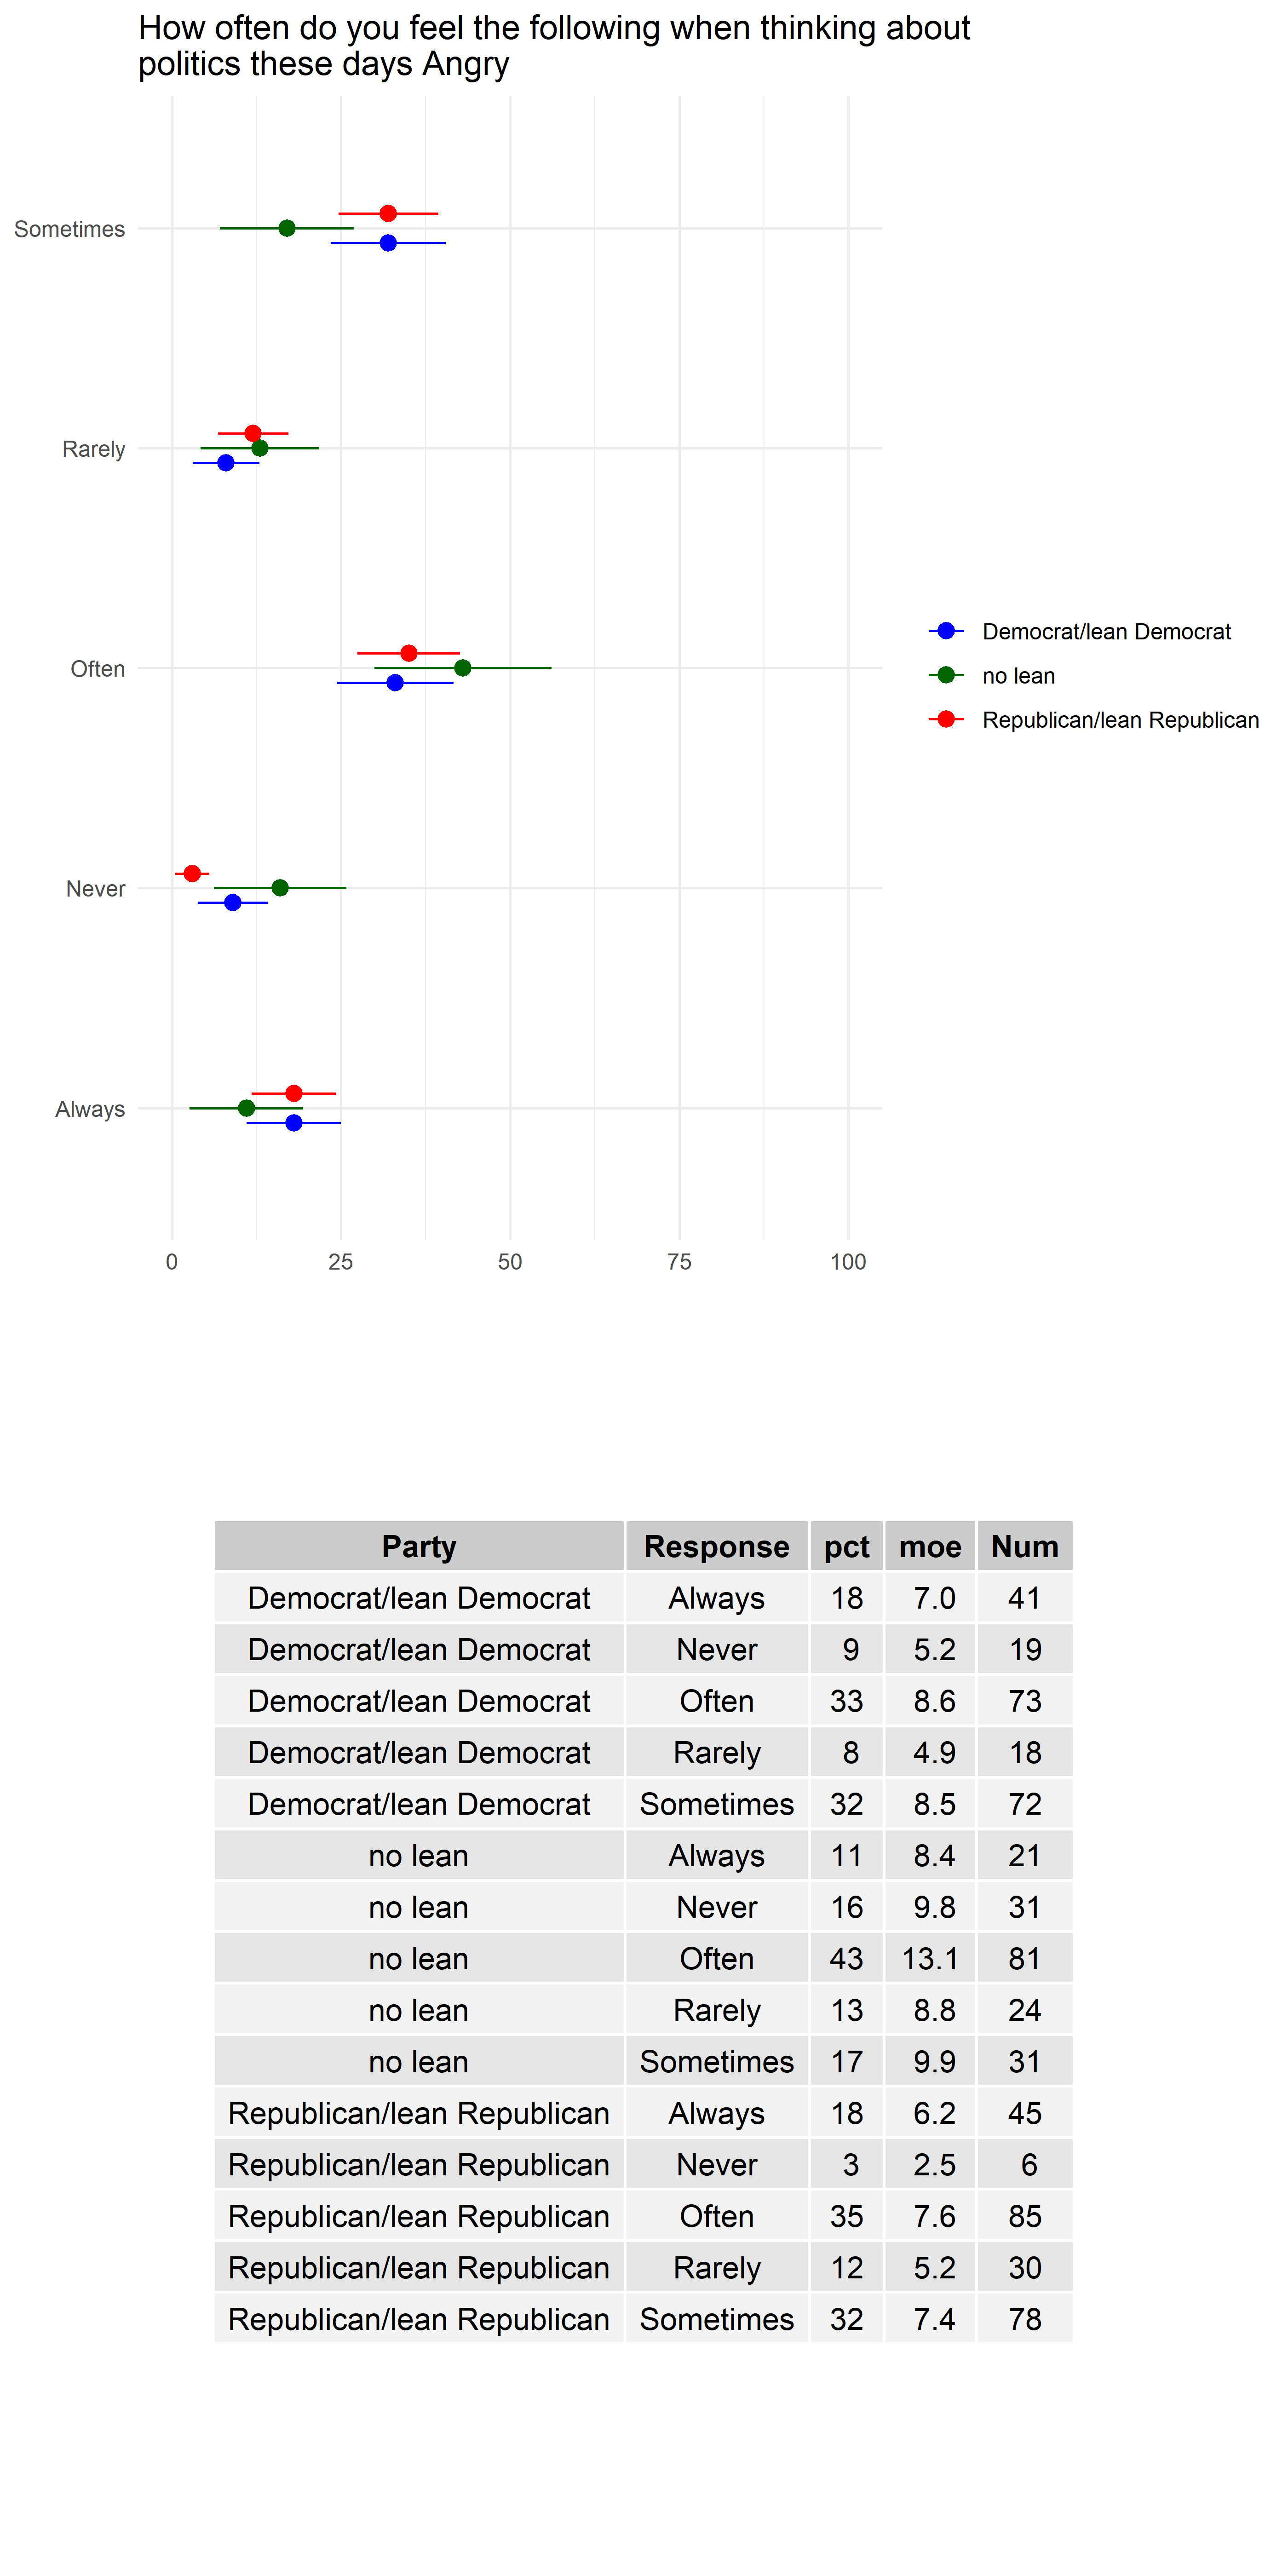 How often do you feel the following when thinking about
politics these days Angry
Sometimes
Rarely
Often
Never
Always
0 25 50 75 100
Democrat/lean Democrat
no lean
Republican/lean Republican
Party Response pct moe Num
Democrat/lean Democrat Always 18 7.0 41
Democrat/lean Democrat Never 9 5.2 19
Democrat/lean Democrat Often 33 8.6 73
Democrat/lean Democrat Rarely 8 4.9 18
Democrat/lean Democrat Sometimes 32 8.5 72
no lean Always 11 8.4 21
no lean Never 16 9.8 31
no lean Often 43 13.1 81
no lean Rarely 13 8.8 24
no lean Sometimes 17 9.9 31
Republican/lean Republican Always 18 6.2 45
Republican/lean Republican Never 3 2.5 6
Republican/lean Republican Often 35 7.6 85
Republican/lean Republican Rarely 12 5.2 30
Republican/lean Republican Sometimes 32 7.4 78